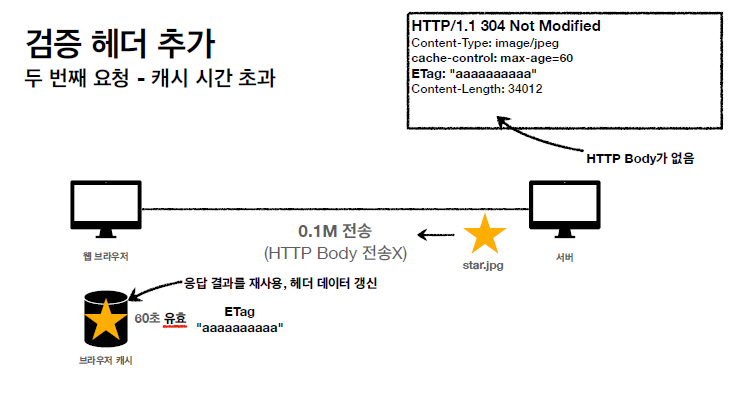 검증 헤더 추가
두 번째 요청 - 캐시 시간 초과
HTTP/1.1 304 Not Modified
Content-Type: image/jpeg
cache-control: max-age=60
ETag: "aaaaaaaaaa"
Content-Length: 34012
HTTP Body가 없음
0.1M 전송
(HTTP Body 전송X)
star.jpg
웹 브라우저
서버
응답 결과를 재사용, 헤더 데이터 갱신
60초 유효
ETag
"aaaaaaaaaa"
브라우저 캐시